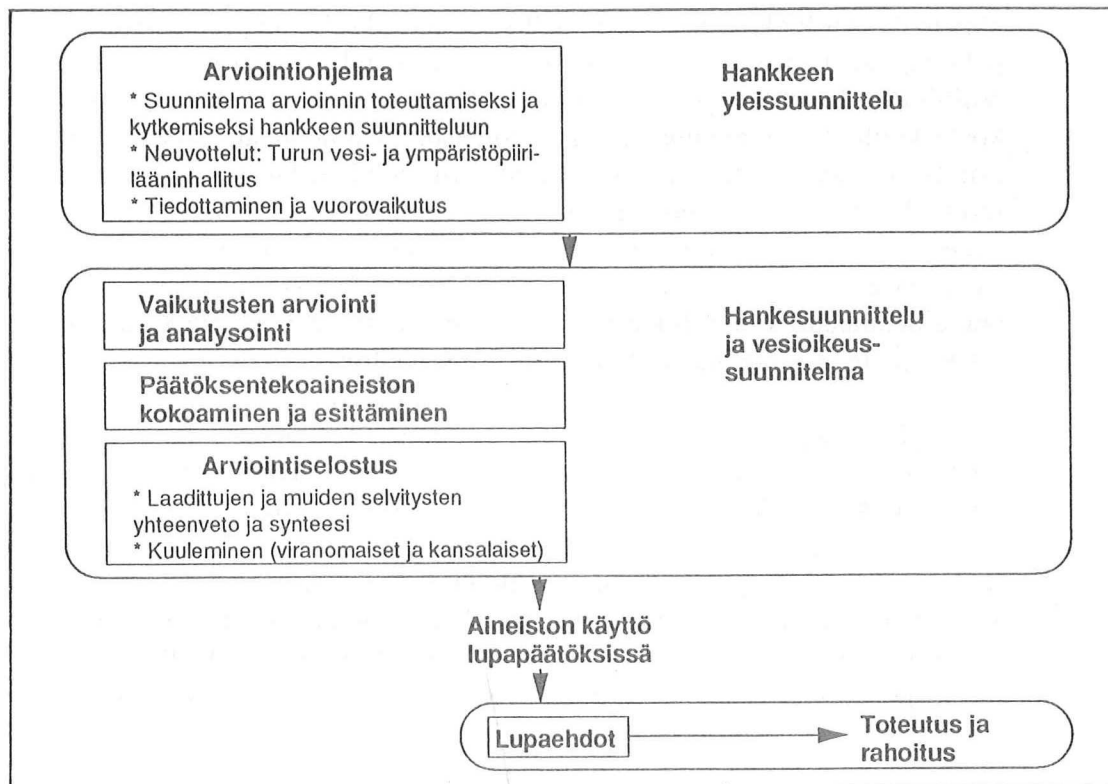 Arviointiohjelma
* Suunnitelma arvioinnin toteuttamiseksi ja
kytkemiseksi hankkeen suunnitteluun
* Neuvottelut: Turun vesi- ja ympäristöpiiri-
lääninhallitus
* Tiedottaminen ja vuorovaikutus
Hankkeen
yleissuunnittelu
Vaikutusten arviointi
ja analysointi
Päätöksentekoaineiston
kokoaminen ja esittäminen
Arviointiselostus
* Laadittujen ja muiden selvitysten
yhteenveto ja synteesi
* Kuuleminen (viranomaiset ja kansalaiset)
Hankesuunnittelu
ja vesioikeus-
suunnitelma
Aineiston käyttö
lupapäätöksissä
Lupaehdot
Toteutus ja
rahoitus